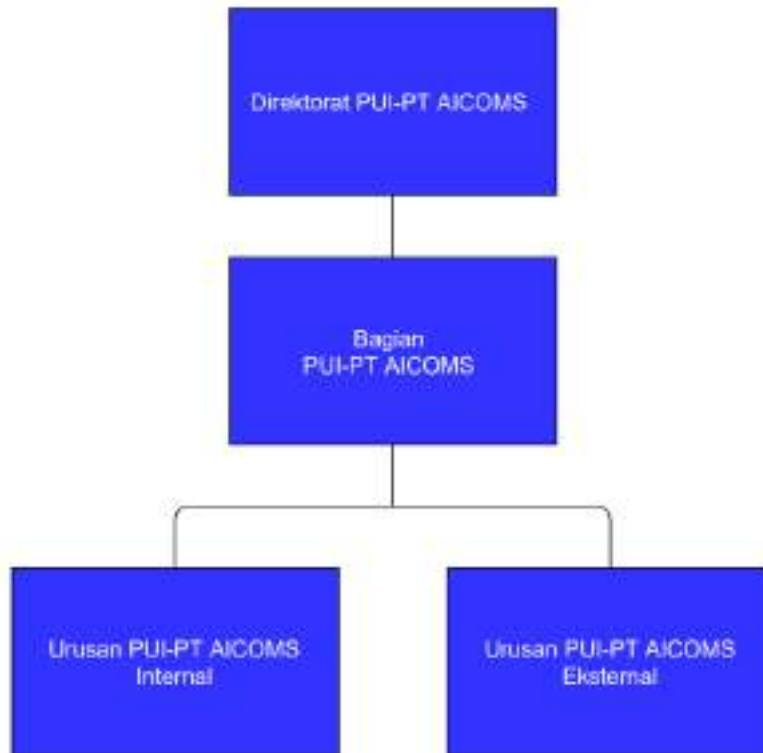 Direktorat PUI-PT AICOMS
Bagian
PUI-PT AICOMS
Urusan PUI-PT AICOMS
Internal
Urusan PUI-PT AICOMS
Eksternal